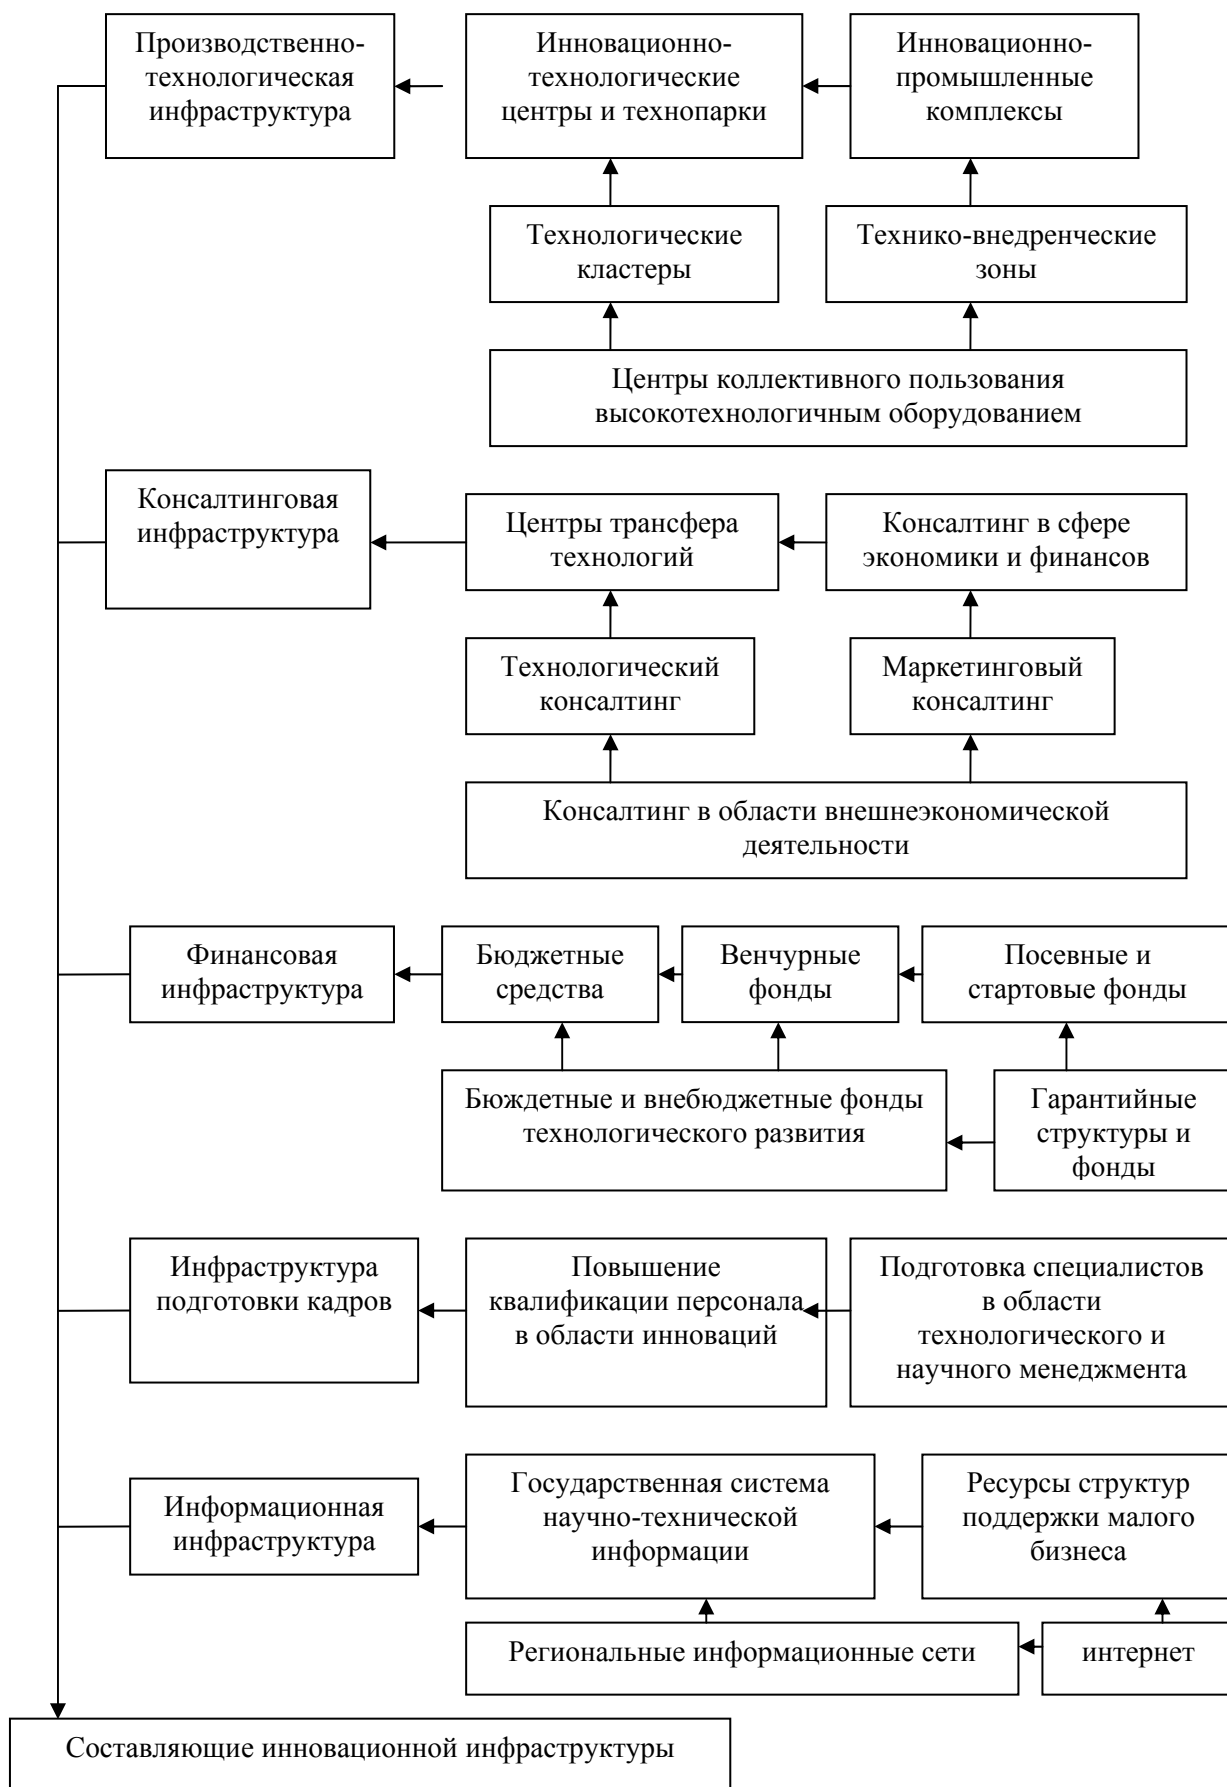 Производственно-
технологическая
инфраструктура
Инновационно-
технологические
центры и технопарки
Инновационно-
промышленные
комплексы
Технологические
кластеры
Технико-внедренческие
зоны
Центры коллективного пользования
высокотехнологичным оборудованием
Консалтинговая
инфраструктура
Центры трансфера
технологий
Консалтинг в сфере
экономики и финансов
Технологический
консалтинг
Маркетинговый
консалтинг
Консалтинг в области внешнеэкономической
деятельности
Финансовая
инфраструктура
Бюджетные
средства
Венчурные
фонды
Посевные и
стартовые фонды
Бюждетные и внебюджетные фонды
технологического развития
Гарантийные
структуры и
фонды
Инфраструктура
подготовки кадров
Повышение
квалификации персонала
в области инноваций
Подготовка специалистов
в области
технологического и
научного менеджмента
Информационная
инфраструктура
Государственная система
научно-технической
информации
Ресурсы структур
поддержки малого
бизнеса
Региональные информационные сети
интернет
Составляющие инновационной инфраструктуры